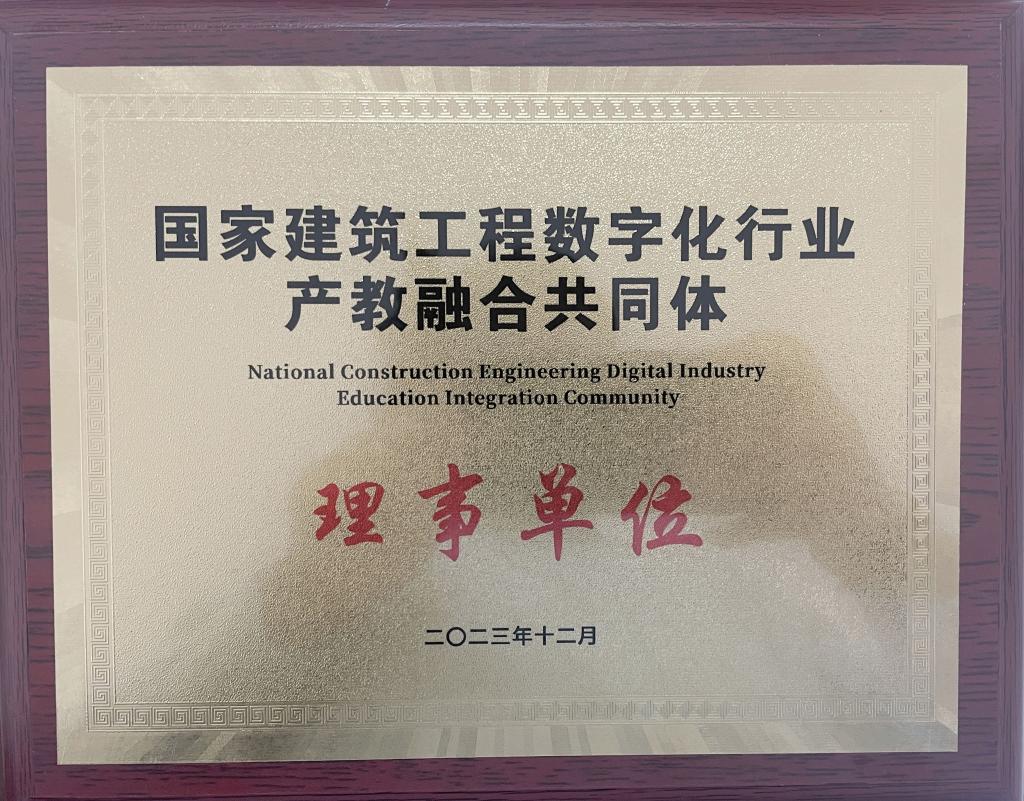 国家建筑工程数字化行业
产教融合共同体
National Construction Engineering Digital Industry
Education Integration Community
理事单位
二〇二三年十二月